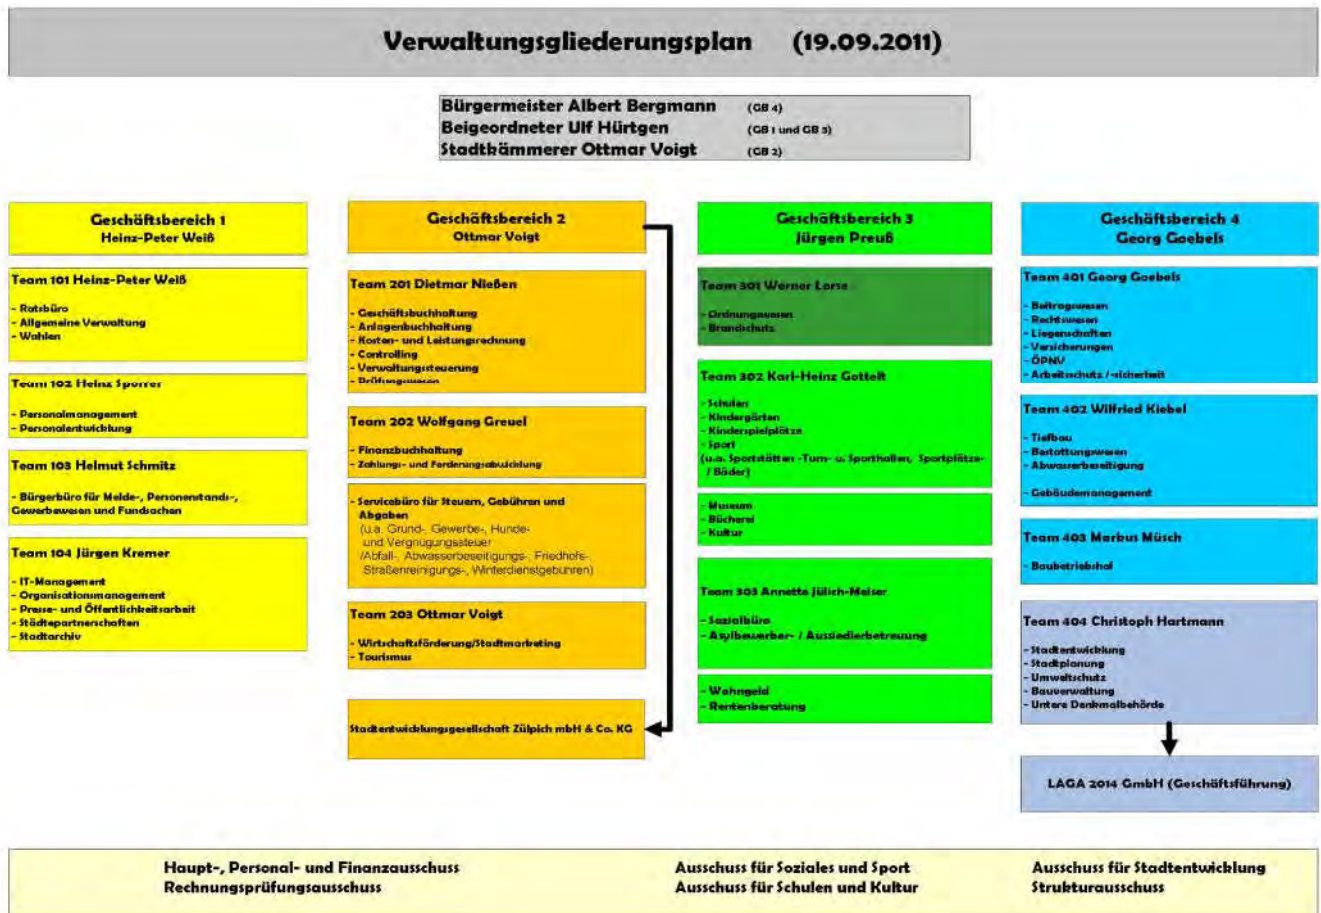 Verwaltungsgliederungsplan (19.09.2011)
Bürgermeister Albert Bergmann (GB 4)
Beigeordneter Ulf Hürtgen (GB 1 und GB 3)
Stadtkämmerer Ottmar Voigt (GB 2)
Geschäftsbereich 1
Heinz-Peter Weiß
Team 101 Heinz-Peter Weiß
- Ratsbüro
- Allgemeine Verwaltung
- Wahlen
Team 102 Heinz Sporrer
- Personalmanagement
- Personalentwicklung
Team 103 Helmut Schmitz
- Bürgerbüro für Melde-, Personenstands-,
Gewerbewesen und Fundsachen
Team 104 Jürgen Kremer
- IT-Management
- Organisationsmanagement
- Presse- und Öffentlichkeitsarbeit
- Städtepartnerschaften
- Stadtarchiv
Geschäftsbereich 2
Ottmar Voigt
Team 201 Dietmar Nießen
- Geschäftsbuchhaltung
- Anlagenbuchhaltung
- Kosten- und Leistungsrechnung
- Controlling
- Verwaltungssteuerung
- Prüfungswesen
Team 202 Wolfgang Greuel
- Finanzbuchhaltung
- Zahlungs- und Forderungsabwicklung
- Servicebüro für Steuern, Gebühren und
Abgaben
(u.a. Grund-, Gewerbe-, Hunde-
und Vergnügungssteuer
/Abfall-, Abwasserbeseitigungs-, Friedhofs-,
Straßenreinigungs-, Winterdienstgebühren)
Team 203 Ottmar Voigt
- Wirtschaftsförderung/Stadtmarketing
- Tourismus
Stadtentwicklungsgesellschaft Zülpich mbH & Co. KG
Geschäftsbereich 3
Jürgen Preuß
Team 301 Werner Lorse
- Ordnungswesen
- Brandschutz
Team 302 Karl-Heinz Gottelt
- Schulen
- Kindergärten
- Kinderspielplätze
- Sport
(u.a. Sportstätten -Turn- u. Sporthallen, Sportplätze-
/ Bäder)
- Museum
- Bücherei
- Kultur
Team 303 Annette Jülich-Meiser
- Sozialbüro
- Asylbewerber- / Aussiedlerbetreuung
- Wohngeld
- Rentenberatung
Geschäftsbereich 4
Georg Goebels
Team 401 Georg Goebels
- Beitragswesen
- Rechtswesen
- Liegenschaften
- Versicherungen
- ÖPNV
- Arbeitsschutz /-sicherheit
Team 402 Wilfried Kiebel
- Tiefbau
- Bestattungswesen
- Abwasserbeseitigung
- Gebäudemanagement
Team 403 Markus Müsch
- Baubetriebshof
Team 404 Christoph Hartmann
- Stadtentwicklung
- Stadtplanung
- Umweltschutz
- Bauverwaltung
- Untere Denkmalbehörde
LAGA 2014 GmbH (Geschäftsführung)
Haupt-, Personal- und Finanzausschuss
Rechnungsprüfungsausschuss
Ausschuss für Soziales und Sport
Ausschuss für Schulen und Kultur
Ausschuss für Stadtentwicklung
Strukturausschuss